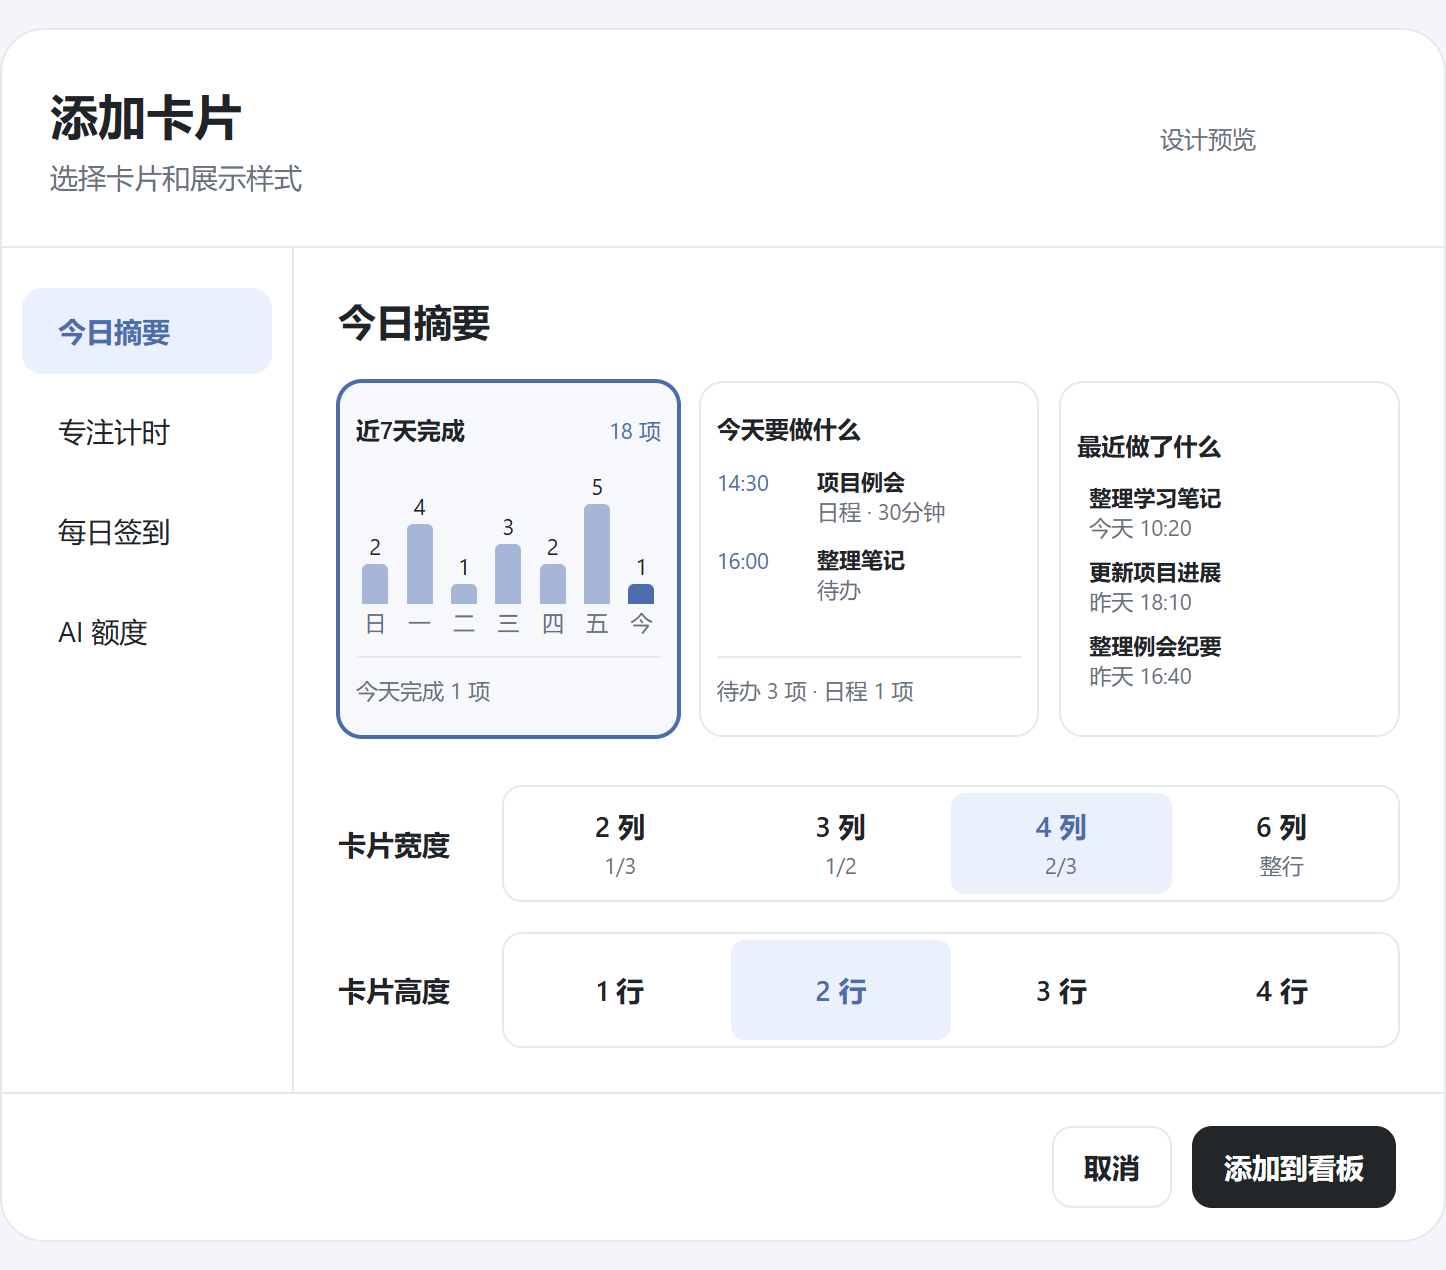 添加卡片
选择卡片和展示样式
设计预览
今日摘要
专注计时
每日签到
AI 额度
今日摘要
近7天完成 18 项
2 4 1 3 2 5 1
日 一 二 三 四 五 今
今天完成 1 项
今天要做什么
14:30 项目例会
日程 · 30分钟
16:00 整理笔记
待办
待办 3 项 · 日程 1 项
最近做了什么
整理学习笔记
今天 10:20
更新项目进展
昨天 18:10
整理例会纪要
昨天 16:40
卡片宽度
2 列 3 列 4 列 6 列
1/3 1/2 2/3 整行
卡片高度
1 行 2 行 3 行 4 行
取消 添加到看板